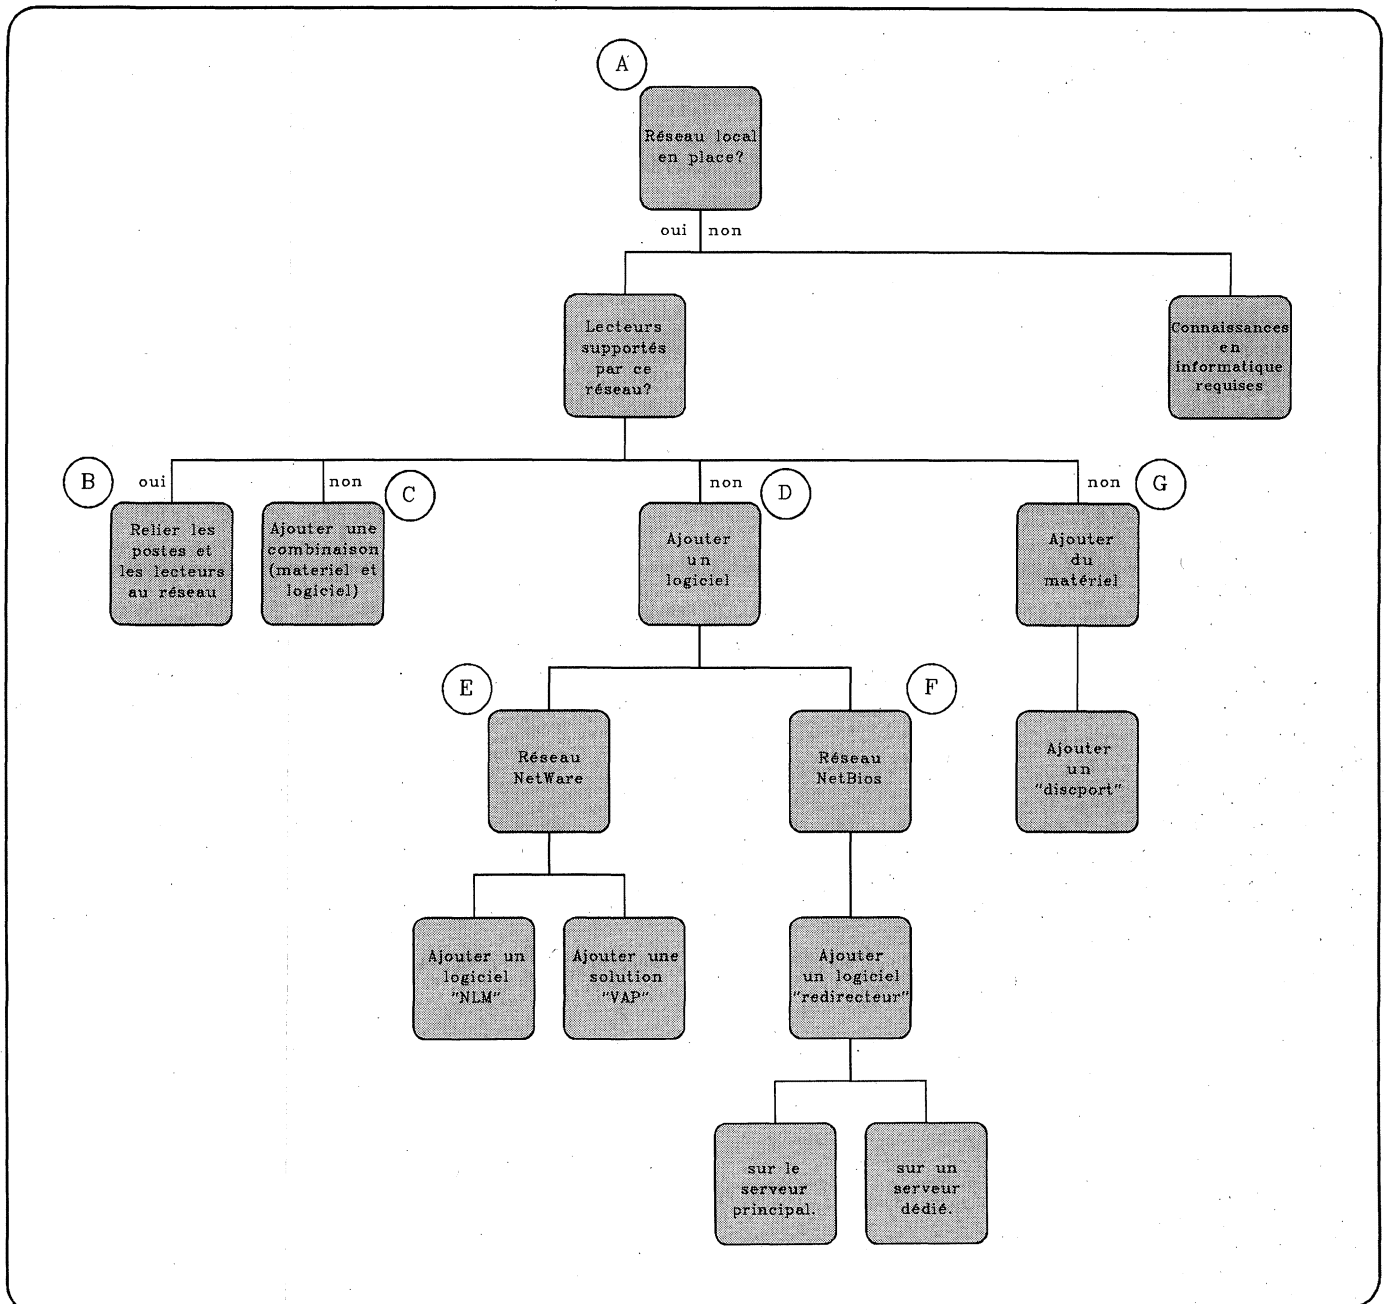 A
Réseau local
en place?
oui non
Lecteurs
supportés
par ce
réseau?
Connaissances
en
informatique
requises
B
oui
non
C
non
D
non
G
Relier les
postes et
les lecteurs
au réseau
Ajouter une
combinaison
(materiel et
logiciel)
Ajouter
un
logiciel
Ajouter
du
matériel
E
F
Réseau
NetWare
Réseau
NetBios
Ajouter
un
"discport"
Ajouter un
logiciel
"NLM"
Ajouter une
solution
"VAP"
Ajouter
un logiciel
"redirecteur"
sur le
serveur
principal.
sur un
serveur
dédié.